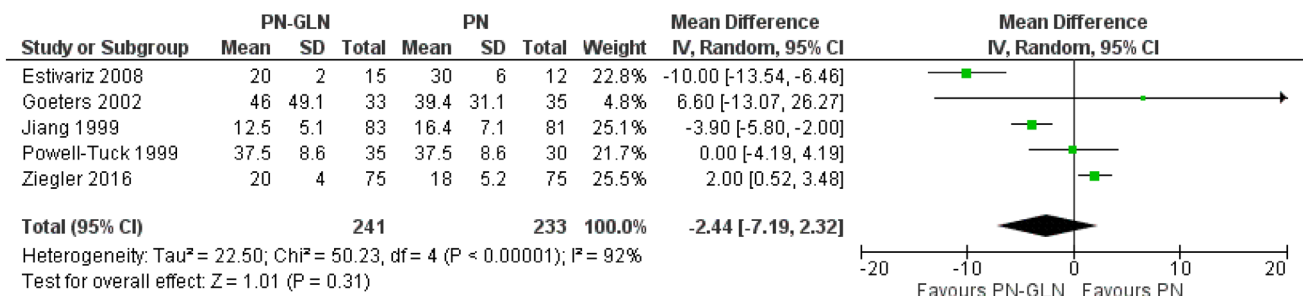 PN-GLN PN Mean Difference Mean Difference
Study or Subgroup Mean SD Total Mean SD Total Weight IV, Random, 95% CI IV, Random, 95% CI
Estivariz 2008 20 2 15 30 6 12 22.8% -10.00 [-13.54, -6.46]
Goeters 2002 46 49.1 33 39.4 31.1 35 4.8% 6.60 [-13.07, 26.27]
Jiang 1999 12.5 5.1 83 16.4 7.1 81 25.1% -3.90 [-5.80, -2.00]
Powell-Tuck 1999 37.5 8.6 35 37.5 8.6 30 21.7% 0.00 [-4.19, 4.19]
Ziegler 2016 20 4 75 18 5.2 75 25.5% 2.00 [0.52, 3.48]
Total (95% CI) 241 233 100.0% -2.44 [-7.19, 2.32]
Heterogeneity: Tau² = 22.50; Chi² = 50.23, df = 4 (P < 0.00001); I² = 92%
Test for overall effect: Z = 1.01 (P = 0.31)
-20 -10 0 10 20
Favours PN-GLN Favours PN